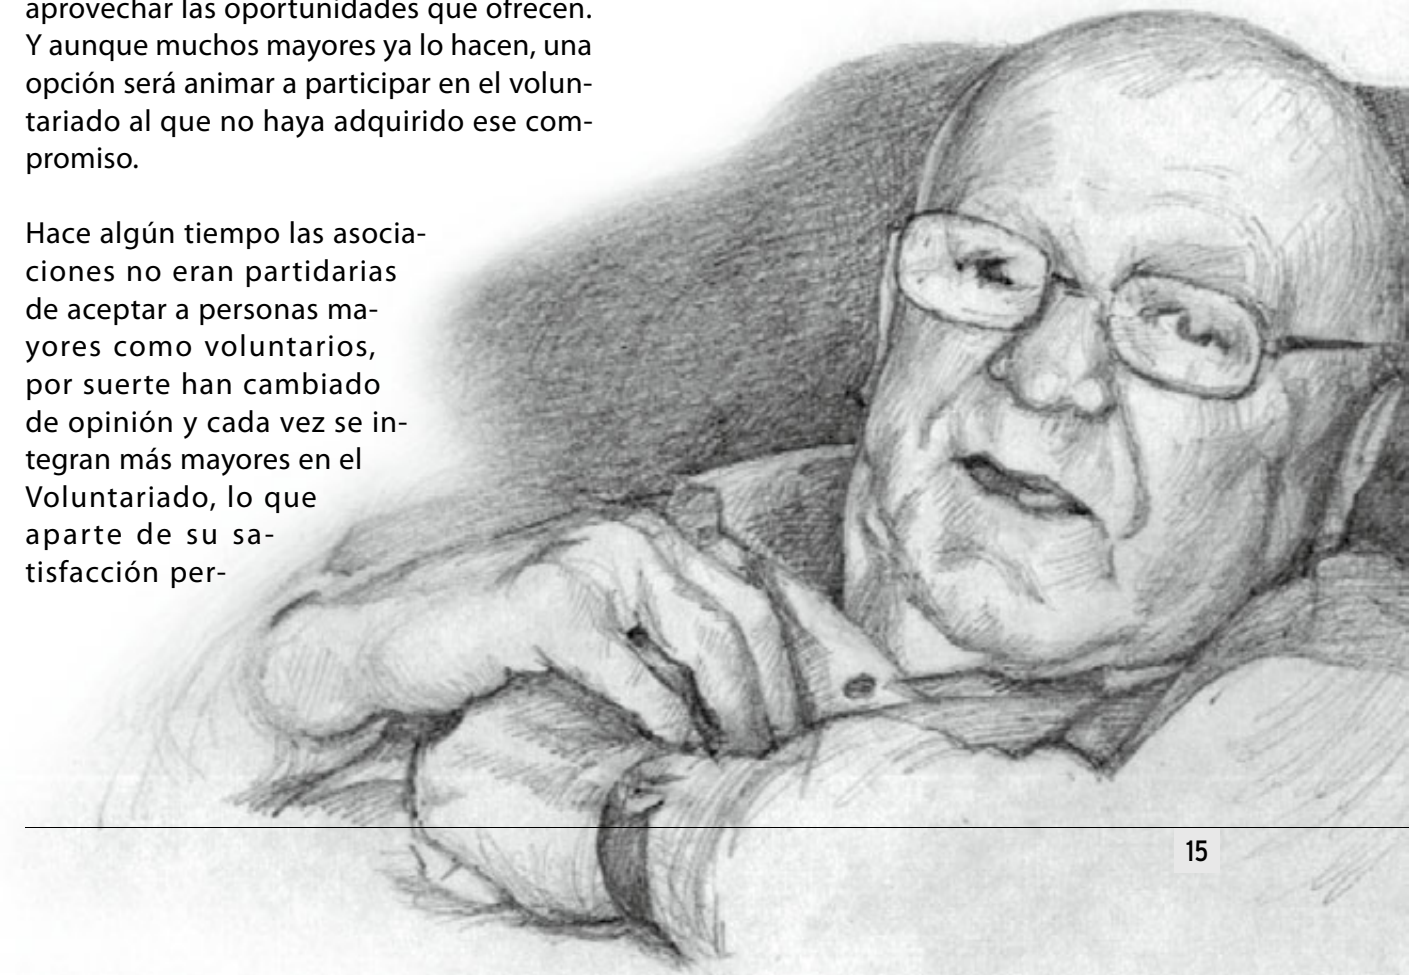 aprovechar las oportunidades que ofrecen.
Y aunque muchos mayores ya lo hacen, una
opción será animar a participar en el volun-
tariado al que no haya adquirido ese com-
promiso.
Hace algún tiempo las asocia-
ciones no eran partidarias
de aceptar a personas ma-
yores como voluntarios,
por suerte han cambiado
de opinión y cada vez se in-
tegran más mayores en el
Voluntariado, lo que
aparte de su sa-
tisfacción per-
15